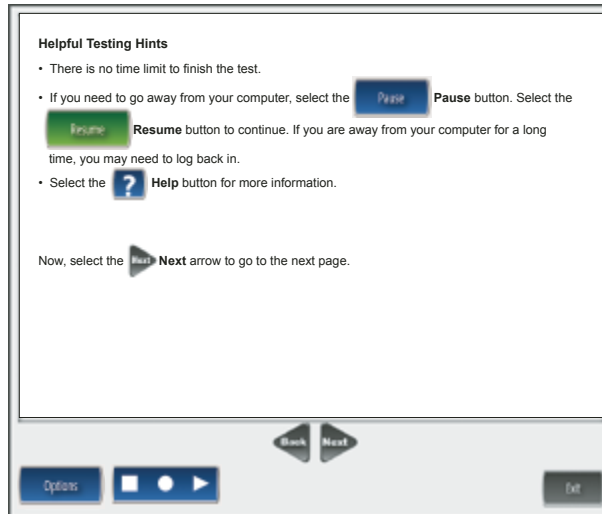 Helpful Testing Hints
• There is no time limit to finish the test.
• If you need to go away from your computer, select the Pause Pause button. Select the
Resume Resume button to continue. If you are away from your computer for a long
time, you may need to log back in.
• Select the ? Help button for more information.
Now, select the Next Next arrow to go to the next page.
Back Next
Options
Exit